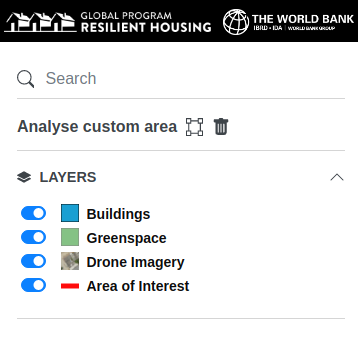 GLOBAL PROGRAM
RESILIENT HOUSING
THE WORLD BANK
IBRD • IDA | WORLD BANK GROUP
Search
Analyse custom area
LAYERS
Buildings
Greenspace
Drone Imagery
Area of Interest